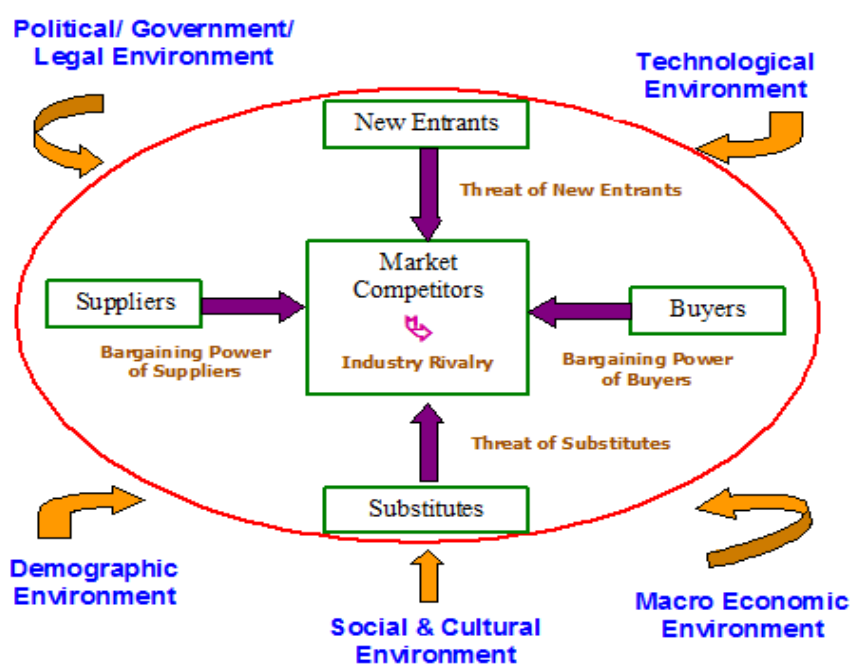 Political/ Government/
Legal Environment
Technological
Environment
New Entrants
Threat of New Entrants
Market
Competitors
Industry Rivalry
Suppliers
Bargaining Power
of Suppliers
Buyers
Bargaining Power
of Buyers
Threat of Substitutes
Substitutes
Demographic
Environment
Social & Cultural
Environment
Macro Economic
Environment